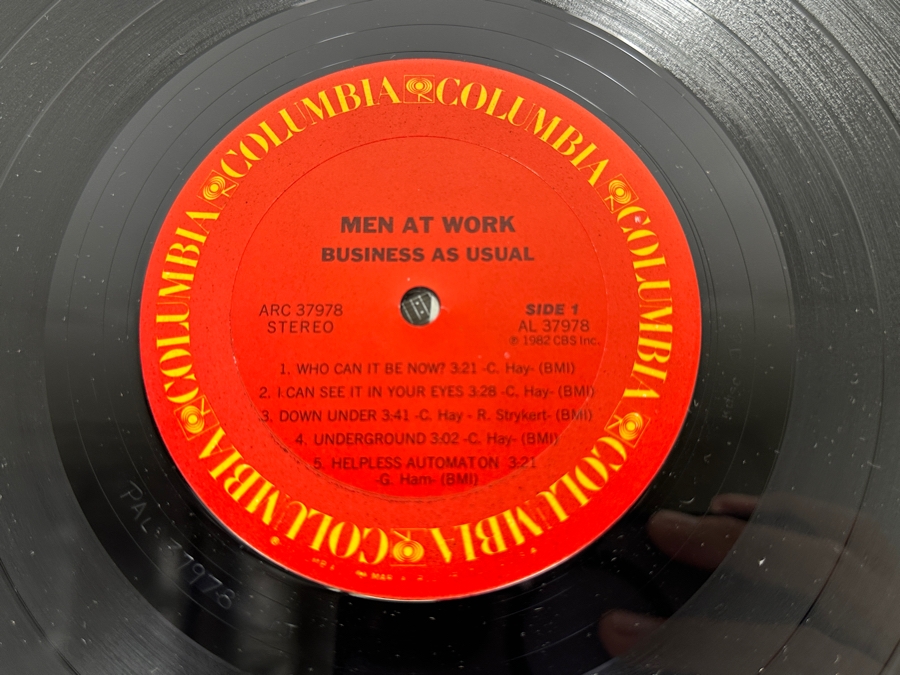 COLUMBIA COLUMBIA COLUMBIA COLUMBIA COLUMBIA COLUMBIA
MEN AT WORK
BUSINESS AS USUAL
ARC 37978
STEREO
SIDE 1
AL 37978
℗ 1982 CBS Inc.
1. WHO CAN IT BE NOW? 3:21 -C. Hay- (BMI)
2. I CAN SEE IT IN YOUR EYES 3:28 -C. Hay- (BMI)
3. DOWN UNDER 3:41 -C. Hay - R. Strykert- (BMI)
4. UNDERGROUND 3:02 -C. Hay- (BMI)
5. HELPLESS AUTOMATON 3:21
-G. Ham- (BMI)